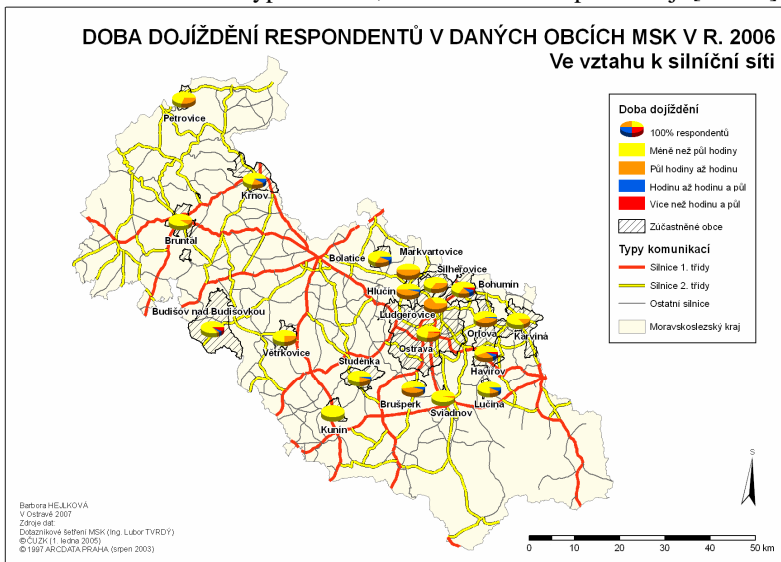 DOBA DOJÍŽDĚNÍ RESPONDENTŮ V DANÝCH OBCÍCH MSK V R. 2006
Ve vztahu k silníční síti
Petrovice
Krnov
Bruntál
Bolatice
Markvartovice
Šilheřovice
Hlučín
Bohumín
Ludgeřovice
Budišov nad Budišovkou
Orlová
Karviná
Ostrava
Větřkovice
Studénka
Havířov
Brušperk
Lučina
Sviadnov
Kunín
Doba dojíždění
100% respondentů
Méně než půl hodiny
Půl hodiny až hodinu
Hodinu až hodinu a půl
Více než hodinu a půl
Zúčastněné obce
Typy komunikací
Silnice 1. třídy
Silnice 2. třídy
Ostatní silnice
Moravskoslezský kraj
S
Barbora HEJLKOVÁ
V Ostravě 2007
Zdroje dat:
Dotazníkové šetření MSK (Ing. Lubor TVRDÝ)
©ČUZK (1. ledna 2005)
© 1997 ARCDATA PRAHA (srpen 2003)
0 5 10 20 30 40 50 km